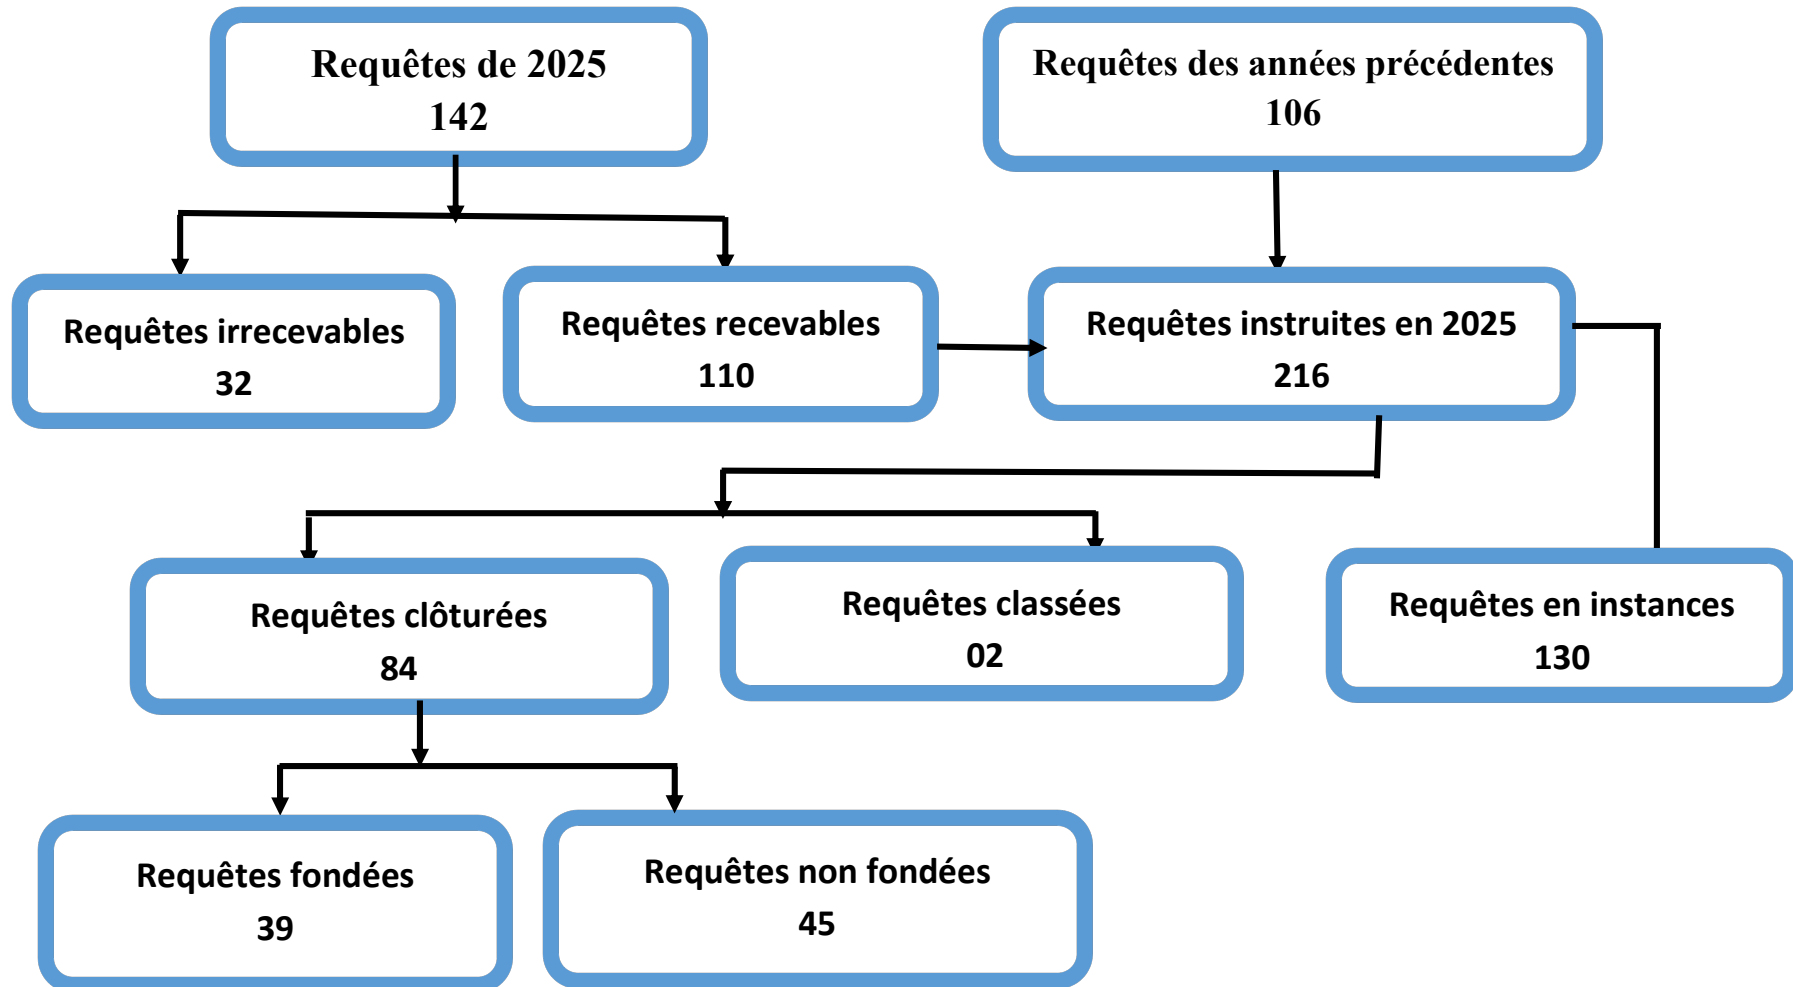 Requêtes de 2025
142
Requêtes des années précédentes
106
Requêtes irrecevables
32
Requêtes recevables
110
Requêtes instruites en 2025
216
Requêtes clôturées
84
Requêtes classées
02
Requêtes en instances
130
Requêtes fondées
39
Requêtes non fondées
45